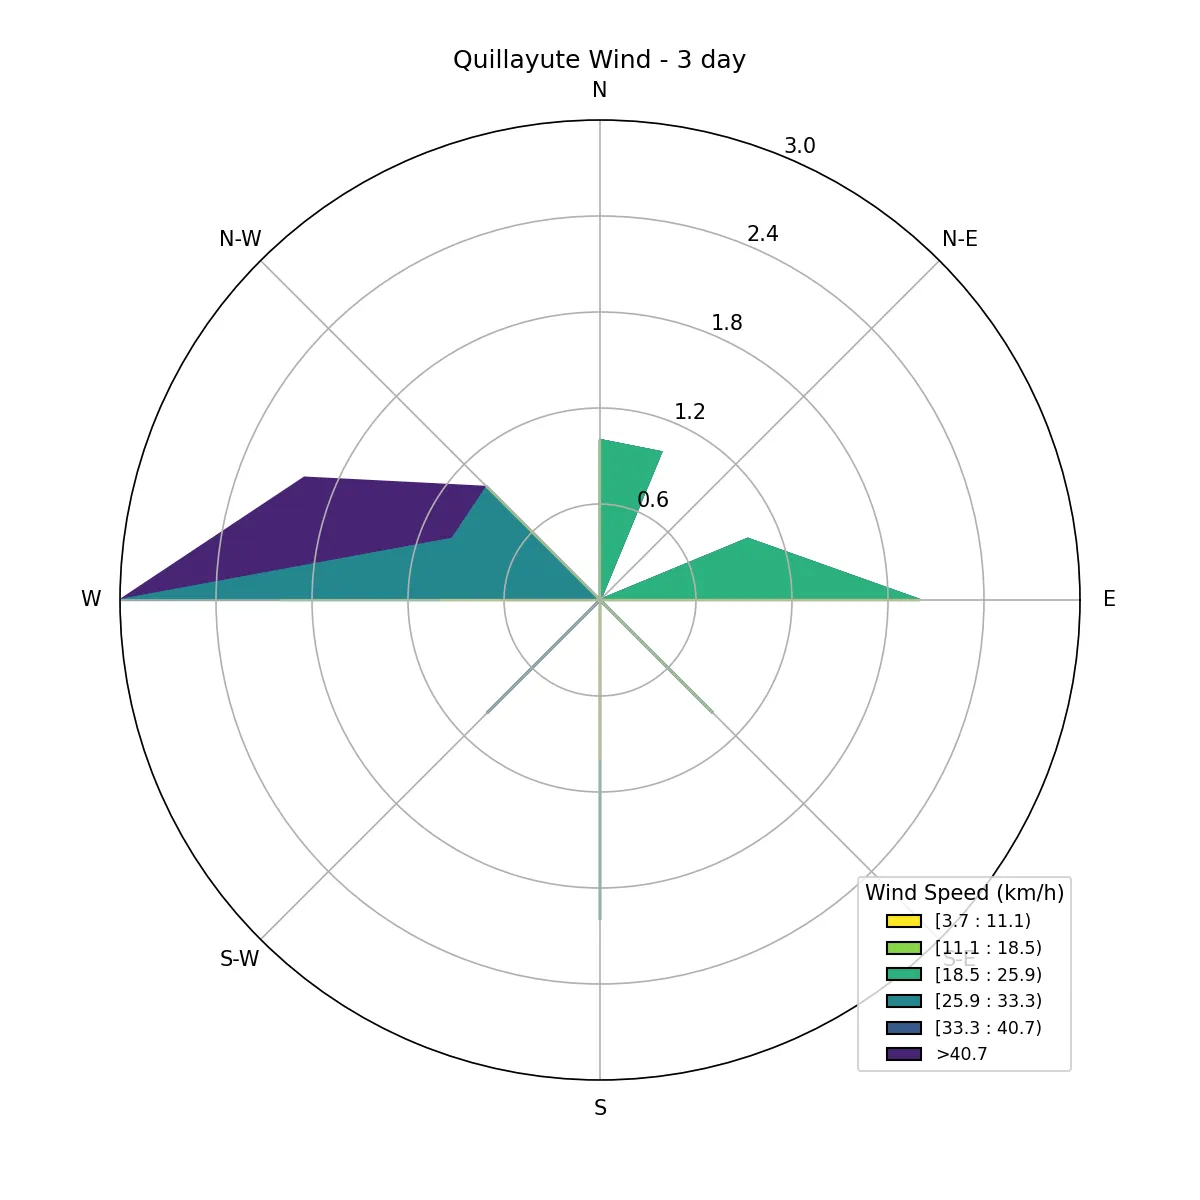 Quillayute Wind - 3 day
N
3.0
N-W
N-E
2.4
1.8
1.2
0.6
W
E
Wind Speed (km/h)
[3.7 : 11.1)
[11.1 : 18.5)
S-W
S-E
[18.5 : 25.9)
[25.9 : 33.3)
[33.3 : 40.7)
>40.7
S